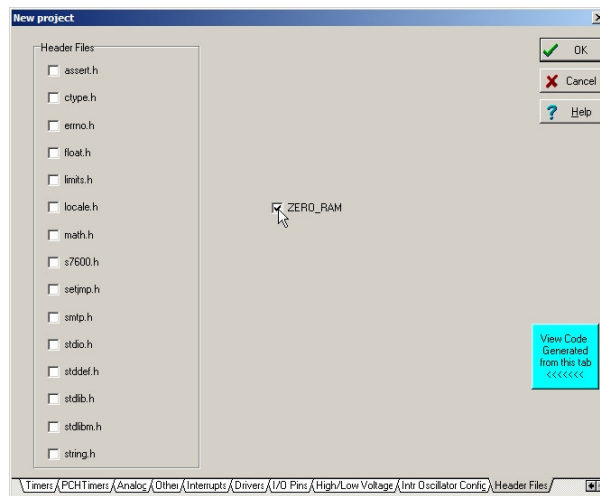 New project
Header Files
assert.h
ctype.h
errno.h
float.h
limits.h
locale.h
math.h
s7600.h
setjmp.h
smtp.h
stdio.h
stddef.h
stdlib.h
stdlibm.h
string.h
ZERO_RAM
OK
Cancel
Help
View Code
Generated
from this tab
<<<<<<<
Timers PCHTimers Analog Other Interrupts Drivers I/O Pins High/Low Voltage Intr Oscillator Config Header Files